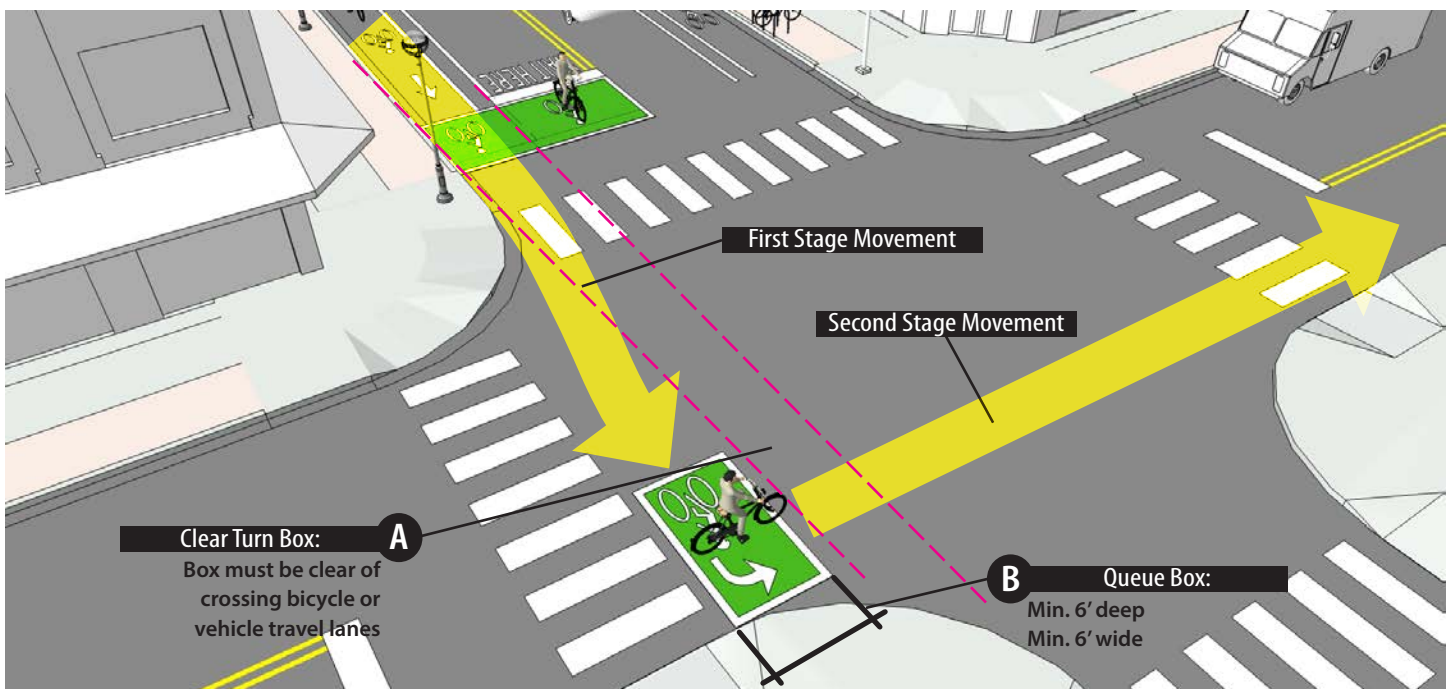 First Stage Movement
Second Stage Movement
Clear Turn Box:
A
Box must be clear of
crossing bicycle or
vehicle travel lanes
B
Queue Box:
Min. 6’ deep
Min. 6’ wide